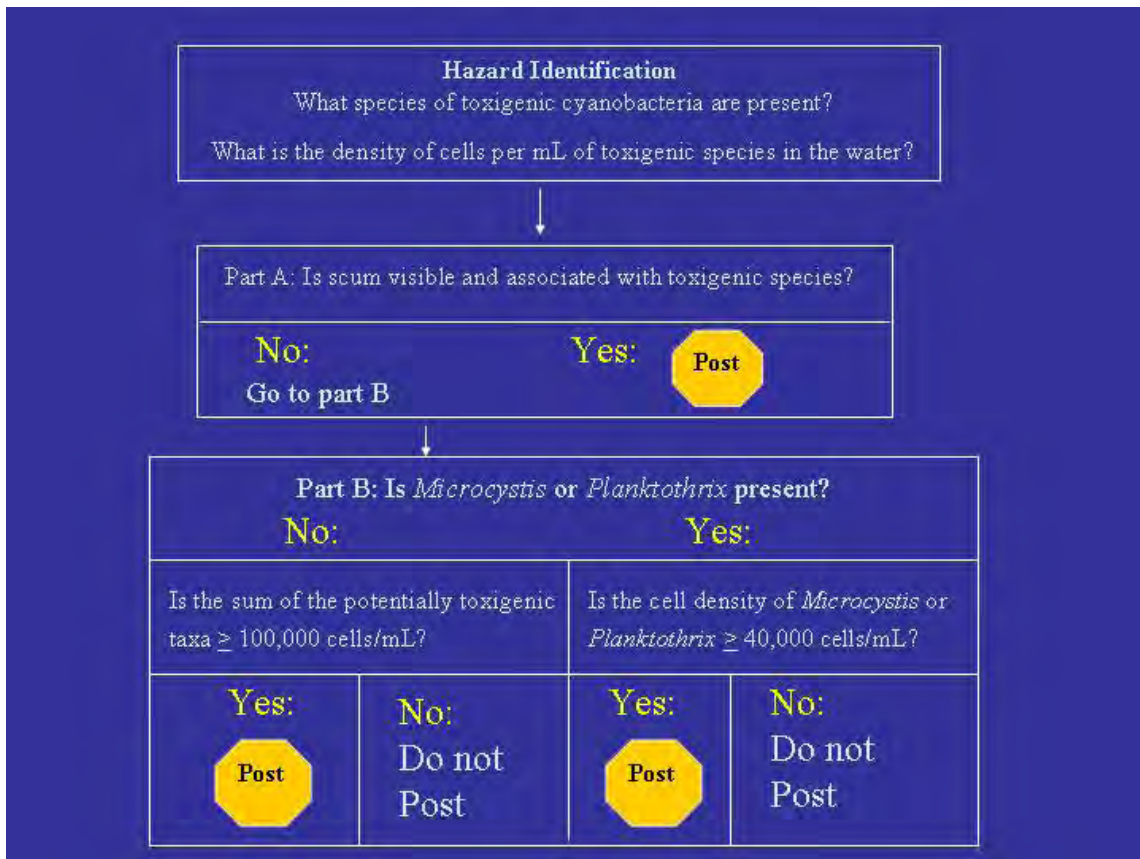 Hazard Identification
What species of toxigenic cyanobacteria are present?
What is the density of cells per mL of toxigenic species in the water?
Part A: Is scum visible and associated with toxigenic species?
No:
Go to part B
Yes:
Post
Part B: Is Microcystis or Planktothrix present?
No:
Yes:
Is the sum of the potentially toxigenic
taxa ≥ 100,000 cells/mL?
Is the cell density of Microcystis or
Planktothrix ≥ 40,000 cells/mL?
Yes:
Post
No:
Do not
Post
Yes:
Post
No:
Do not
Post